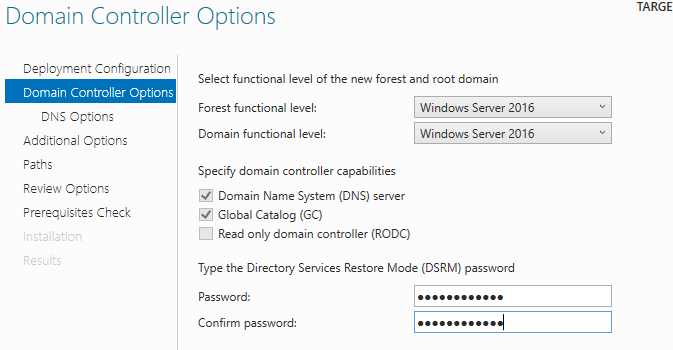 Domain Controller Options
TARGE
Deployment Configuration
Domain Controller Options
DNS Options
Additional Options
Paths
Review Options
Prerequisites Check
Installation
Results
Select functional level of the new forest and root domain
Forest functional level: Windows Server 2016
Domain functional level: Windows Server 2016
Specify domain controller capabilities
Domain Name System (DNS) server
Global Catalog (GC)
Read only domain controller (RODC)
Type the Directory Services Restore Mode (DSRM) password
Password: ●●●●●●●●●●●●
Confirm password: ●●●●●●●●●●●●